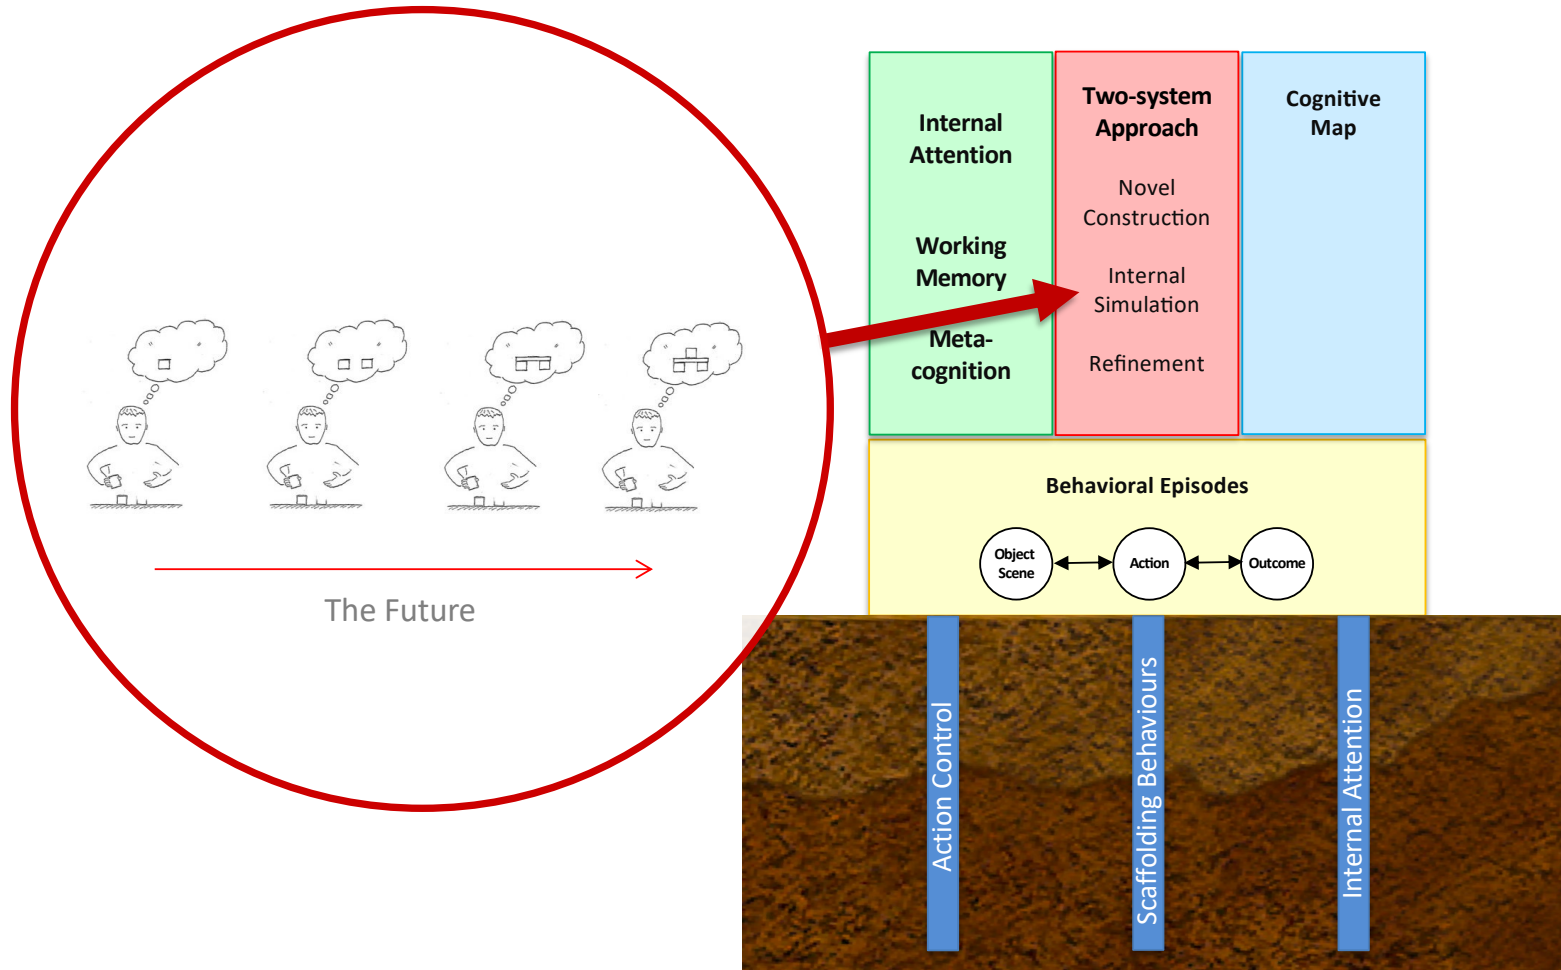 The Future
Internal
Attention
Working
Memory
Meta-
cognition
Two-system
Approach
Novel
Construction
Internal
Simulation
Refinement
Cognitive
Map
Behavioral Episodes
Object
Scene
Action
Outcome
Action Control
Scaffolding Behaviours
Internal Attention